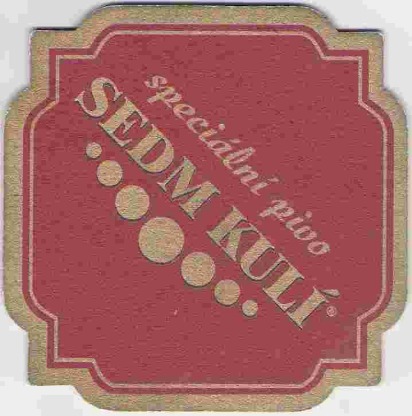 speciální pivo
SEDM KULÍ®